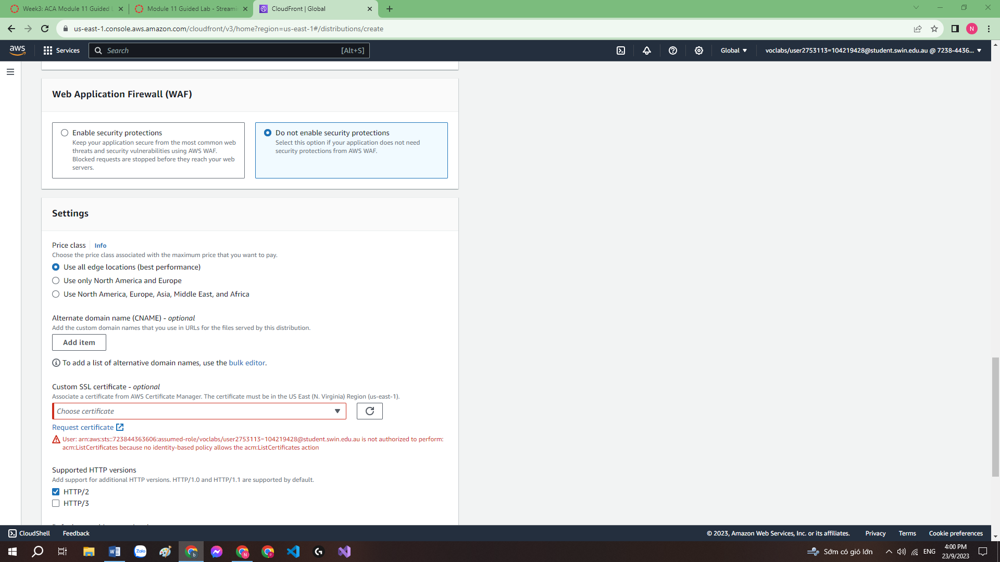 Week3: ACA Module 11 Guided L
Module 11 Guided Lab - Streami
CloudFront | Global
us-east-1.console.aws.amazon.com/cloudfront/v3/home?region=us-east-1#/distributions/create
N
aws
Services
Search
[Alt+S]
Global
voclabs/user2753113=104219428@student.swin.edu.au @ 7238-4436...
Web Application Firewall (WAF)
Enable security protections
Keep your application secure from the most common web
threats and security vulnerabilities using AWS WAF.
Blocked requests are stopped before they reach your web
servers.
Do not enable security protections
Select this option if your application does not need
security protections from AWS WAF.
Settings
Price class
Info
Choose the price class associated with the maximum price that you want to pay.
Use all edge locations (best performance)
Use only North America and Europe
Use North America, Europe, Asia, Middle East, and Africa
Alternate domain name (CNAME) - optional
Add the custom domain names that you use in URLs for the files served by this distribution.
Add item
To add a list of alternative domain names, use the bulk editor.
Custom SSL certificate - optional
Associate a certificate from AWS Certificate Manager. The certificate must be in the US East (N. Virginia) Region (us-east-1).
Choose certificate
Request certificate
User: arn:aws:sts::723844363606:assumed-role/voclabs/user2753113=104219428@student.swin.edu.au is not authorized to perform:
acm:ListCertificates because no identity-based policy allows the acm:ListCertificates action
Supported HTTP versions
Add support for additional HTTP versions. HTTP/1.0 and HTTP/1.1 are supported by default.
HTTP/2
HTTP/3
CloudShell
Feedback
© 2023, Amazon Web Services, Inc. or its affiliates.
Privacy
Terms
Cookie preferences
Zalo
Sớm có gió lớn
ENG
4:00 PM
23/9/2023